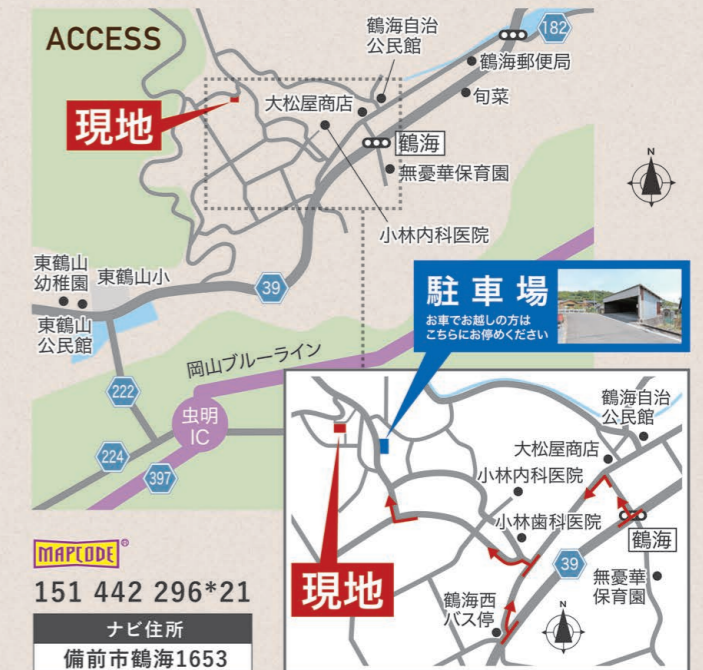 ACCESS
182
鶴海自治
公民館
鶴海郵便局
大松屋商店
旬菜
現地
鶴海
無憂華保育園
N
小林内科医院
東鶴山
幼稚園
東鶴山小
39
東鶴山
公民館
駐車場
お車でお越しの方は
こちらにお停めください
岡山ブルーライン
222
虫明
IC
224
397
鶴海自治
公民館
大松屋商店
小林内科医院
小林歯科医院
鶴海
39
現地
無憂華
保育園
鶴海西
バス停
N
MAPCODE®
151 442 296*21
ナビ住所
備前市鶴海1653